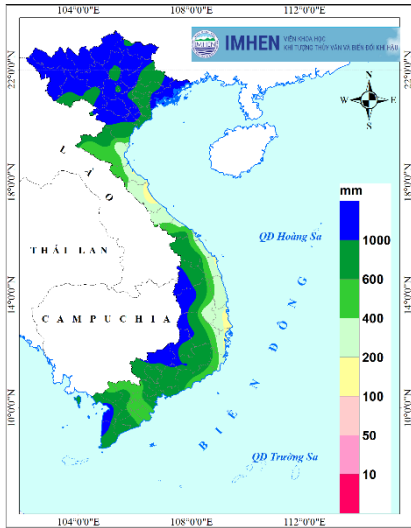 104°0'0"E 108°0'0"E 112°0'0"E
IMHEN
IMHEN
VIỆN KHOA HỌC
KHÍ TƯỢNG THỦY VĂN VÀ BIẾN ĐỔI KHÍ HẬU
22°0'0"N
22°0'0"N
N
W E
S
LÀO
18°0'0"N
18°0'0"N
mm
QĐ Hoàng Sa
1000
THÁI LAN
600
14°0'0"N
14°0'0"N
400
CAMPUCHIA
BIỂN ĐÔNG
200
100
10°0'0"N
10°0'0"N
50
QĐ Trường Sa
10
104°0'0"E 108°0'0"E 112°0'0"E